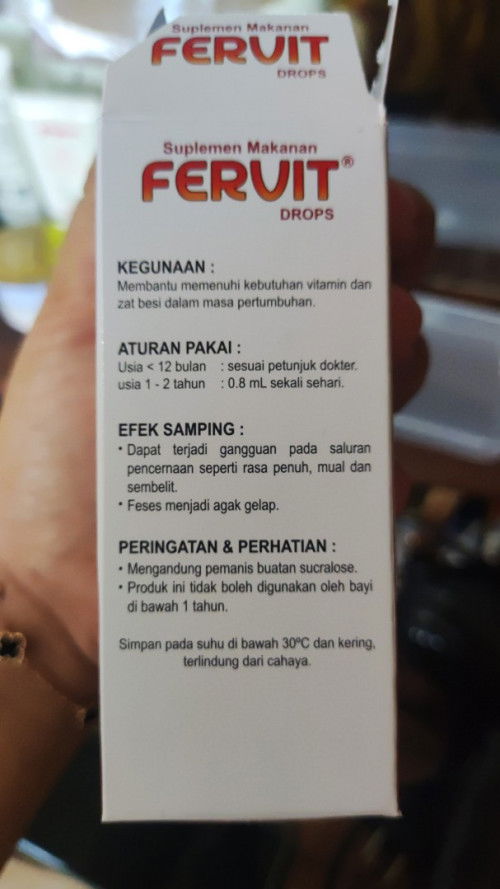 Suplemen Makanan
FERVIT
DROPS
Suplemen Makanan
FERVIT®
DROPS
KEGUNAAN :
Membantu memenuhi kebutuhan vitamin dan
zat besi dalam masa pertumbuhan.
ATURAN PAKAI :
Usia < 12 bulan : sesuai petunjuk dokter.
usia 1 - 2 tahun : 0.8 mL sekali sehari.
EFEK SAMPING :
• Dapat terjadi gangguan pada saluran
pencernaan seperti rasa penuh, mual dan
sembelit.
• Feses menjadi agak gelap.
PERINGATAN & PERHATIAN :
• Mengandung pemanis buatan sucralose.
• Produk ini tidak boleh digunakan oleh bayi
di bawah 1 tahun.
Simpan pada suhu di bawah 30ºC dan kering,
terlindung dari cahaya.